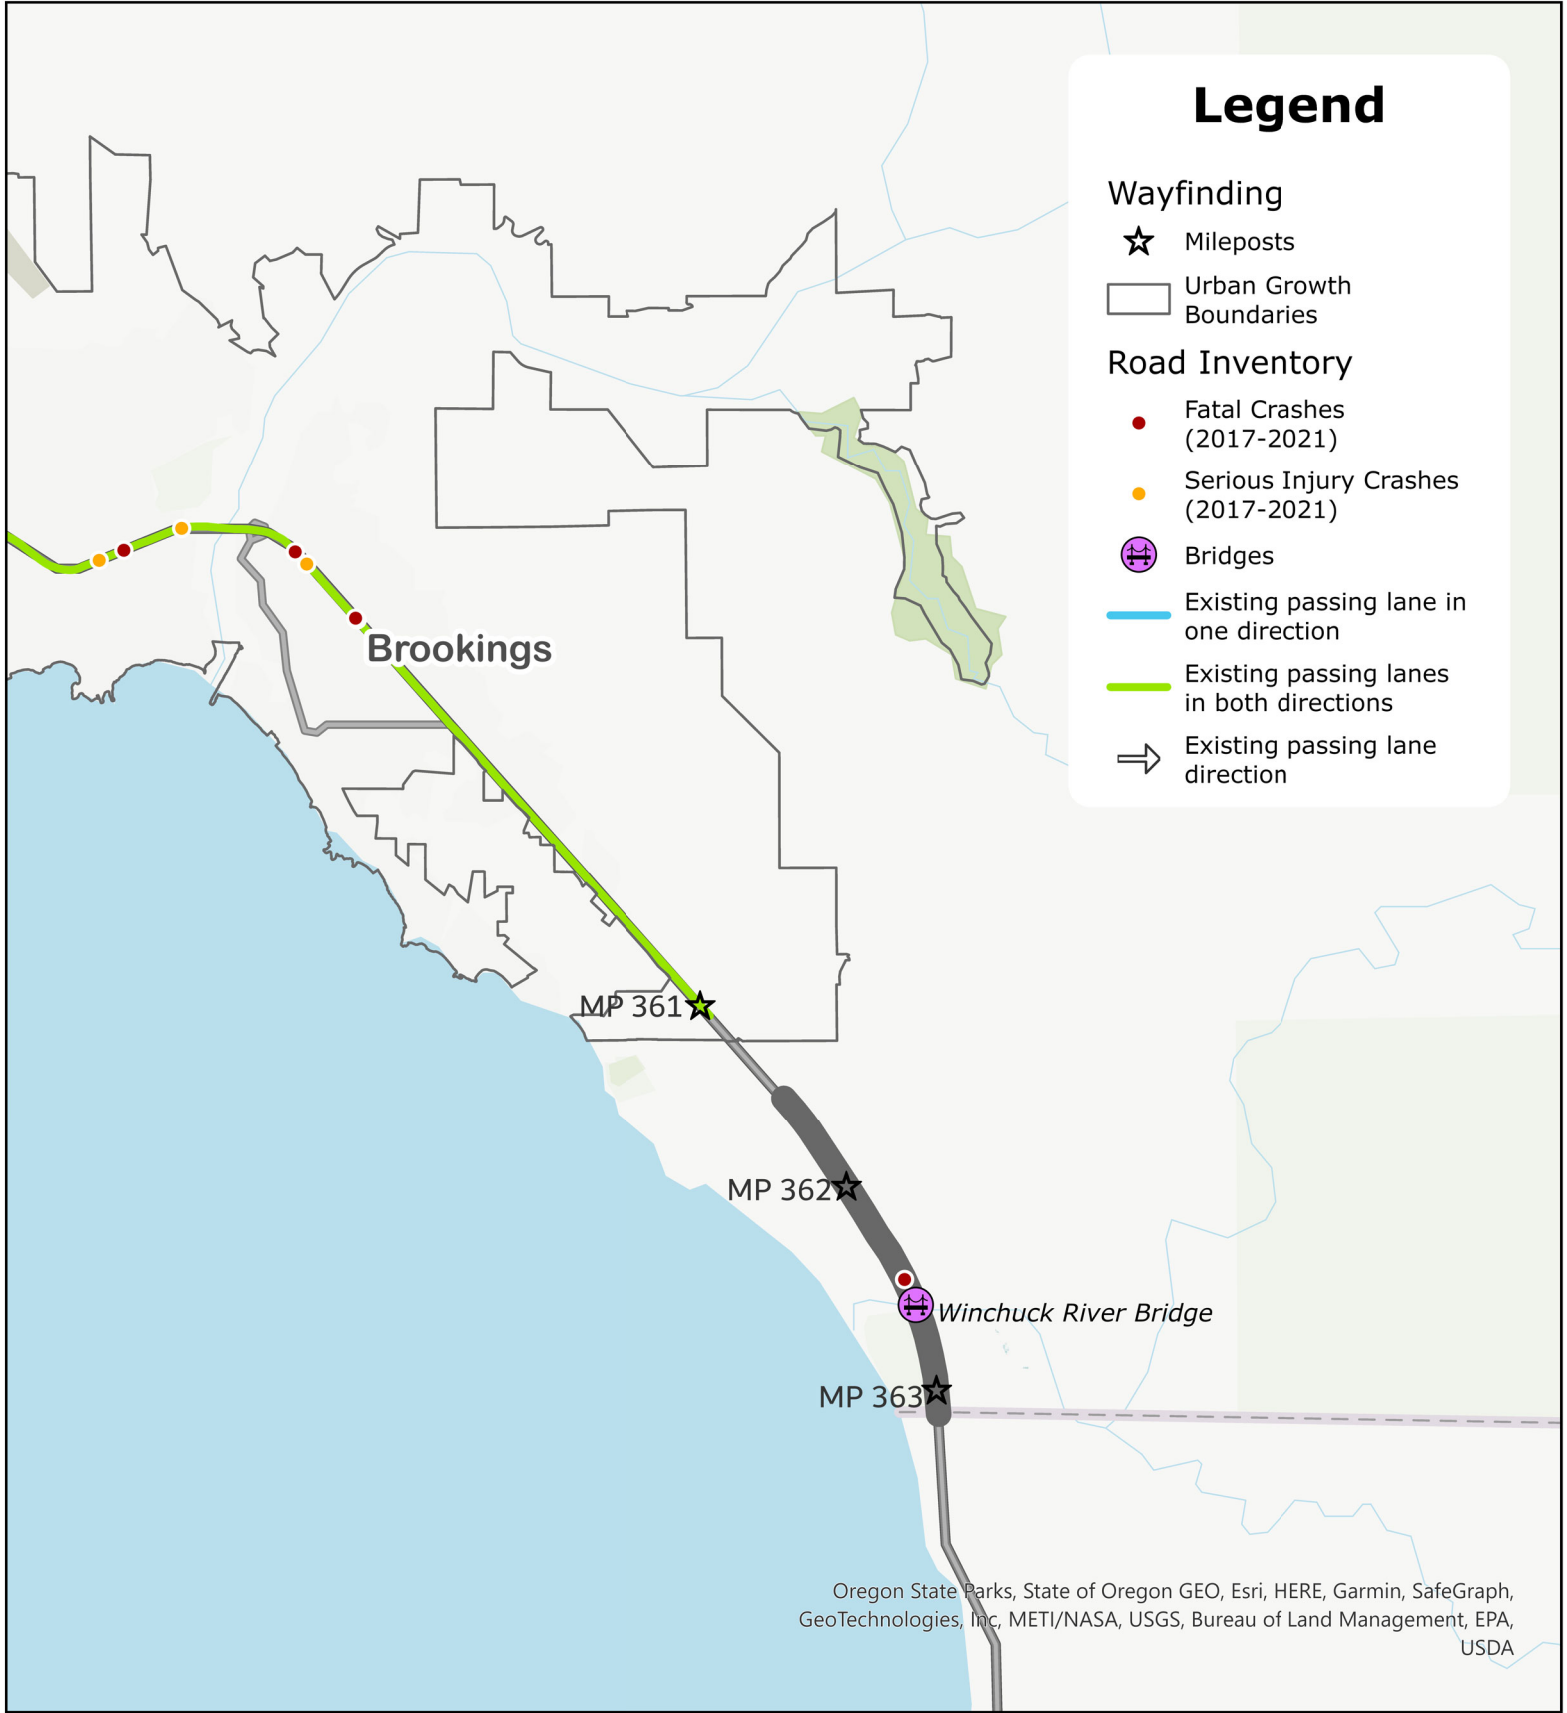 Legend
Wayfinding
Mileposts
Urban Growth
Boundaries
Road Inventory
Fatal Crashes
(2017-2021)
Serious Injury Crashes
(2017-2021)
Bridges
Existing passing lane in
one direction
Existing passing lanes
in both directions
Existing passing lane
direction
Brookings
MP 361
MP 362
Winchuck River Bridge
MP 363
Oregon State Parks, State of Oregon GEO, Esri, HERE, Garmin, SafeGraph,
GeoTechnologies, Inc, METI/NASA, USGS, Bureau of Land Management, EPA,
USDA